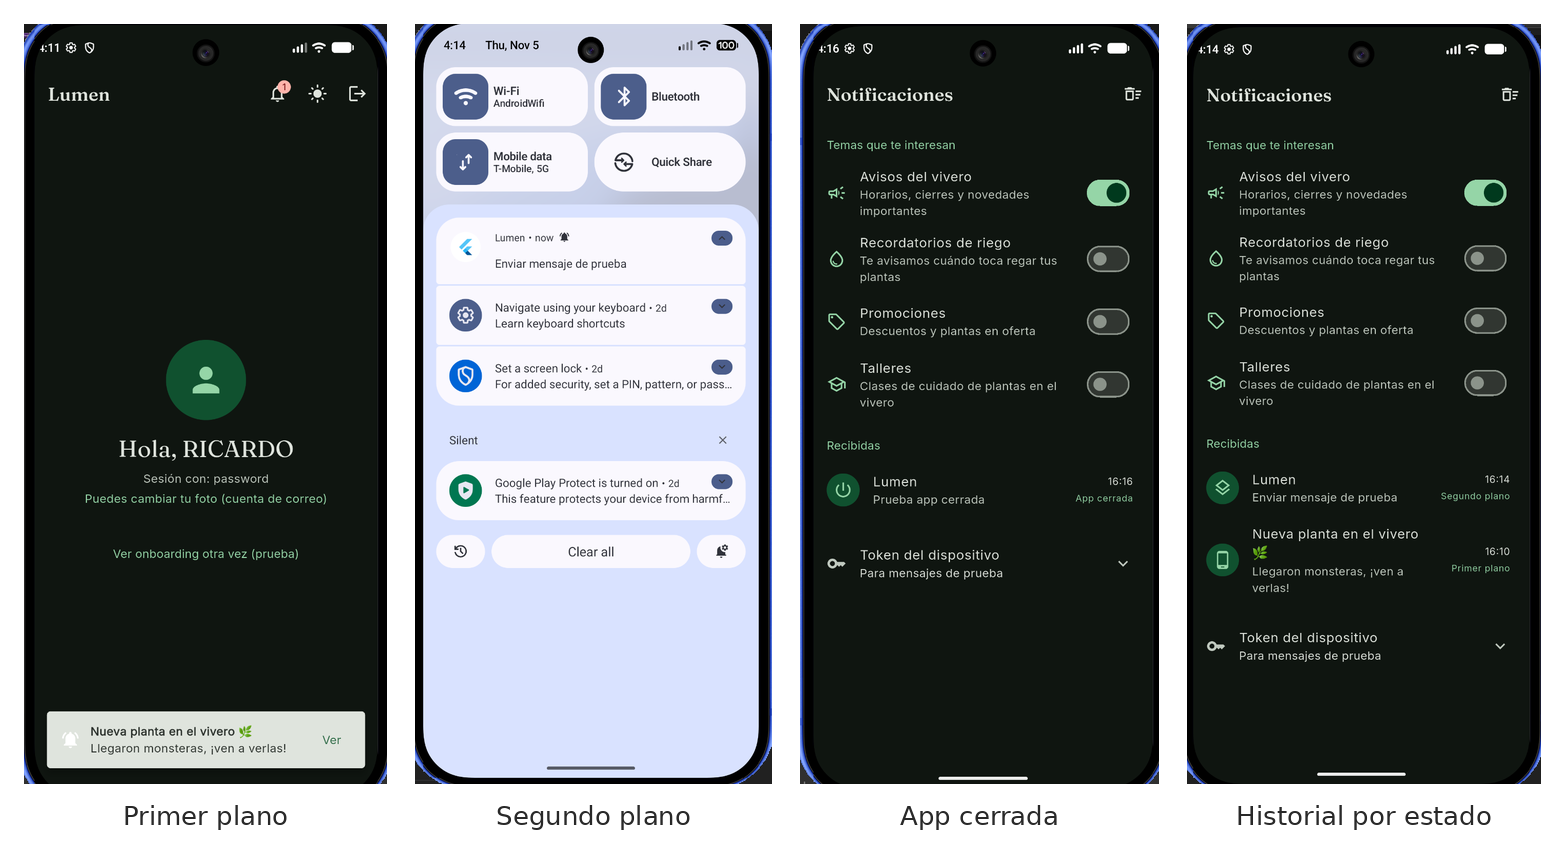 4:11
Lumen
1
Hola, RICARDO
Sesión con: password
Puedes cambiar tu foto (cuenta de correo)
Ver onboarding otra vez (prueba)
Nueva planta en el vivero 🌿
Llegaron monsteras, ¡ven a verlas!
Ver
Primer plano
4:14 Thu, Nov 5
100
Wi-Fi
AndroidWifi
Bluetooth
Mobile data
T-Mobile, 5G
Quick Share
Lumen • now
Enviar mensaje de prueba
Navigate using your keyboard • 2d
Learn keyboard shortcuts
Set a screen lock • 2d
For added security, set a PIN, pattern, or pass...
Silent
Google Play Protect is turned on • 2d
This feature protects your device from harmf...
Clear all
Segundo plano
4:16
Notificaciones
Temas que te interesan
Avisos del vivero
Horarios, cierres y novedades
importantes
Recordatorios de riego
Te avisamos cuándo toca regar tus
plantas
Promociones
Descuentos y plantas en oferta
Talleres
Clases de cuidado de plantas en el
vivero
Recibidas
Lumen
16:16
Prueba app cerrada
App cerrada
Token del dispositivo
Para mensajes de prueba
App cerrada
4:14
Notificaciones
Temas que te interesan
Avisos del vivero
Horarios, cierres y novedades
importantes
Recordatorios de riego
Te avisamos cuándo toca regar tus
plantas
Promociones
Descuentos y plantas en oferta
Talleres
Clases de cuidado de plantas en el
vivero
Recibidas
Lumen
16:14
Enviar mensaje de prueba
Segundo plano
Nueva planta en el vivero
🌿
16:10
Llegaron monsteras, ¡ven a
Primer plano
verlas!
Token del dispositivo
Para mensajes de prueba
Historial por estado